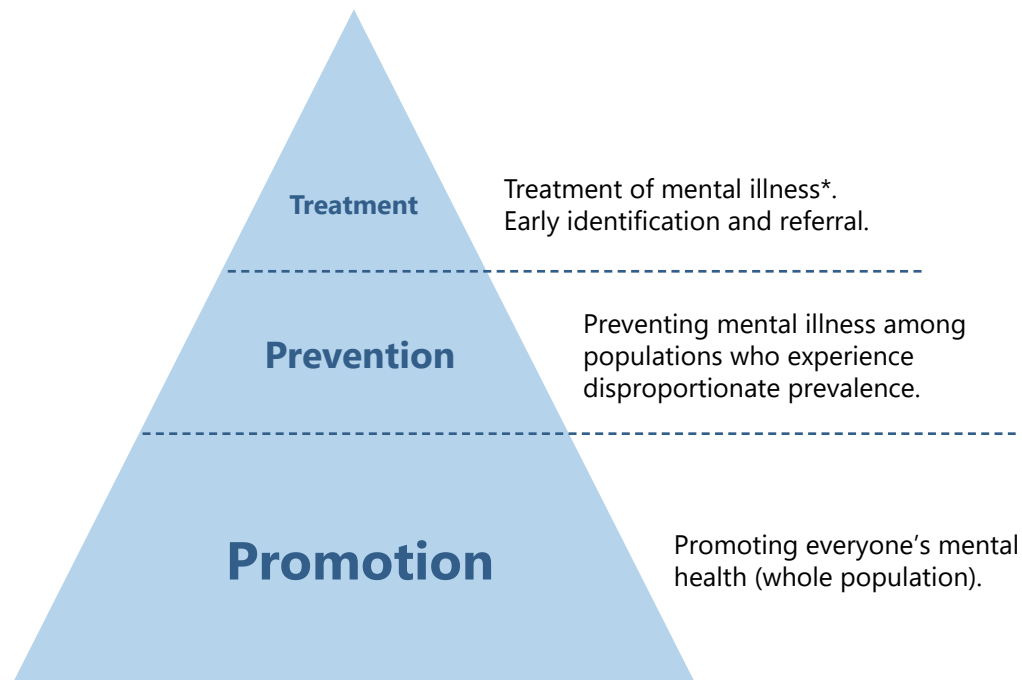 Treatment
Treatment of mental illness*.
Early identification and referral.
Prevention
Preventing mental illness among
populations who experience
disproportionate prevalence.
Promotion
Promoting everyone’s mental
health (whole population).